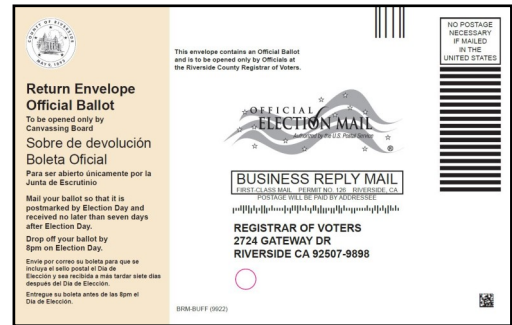 COUNTY OF RIVERSIDE
MAY 9, 1893
Return Envelope
Official Ballot
To be opened only by
Canvassing Board
Sobre de devolución
Boleta Oficial
Para ser abierto únicamente por la
Junta de Escrutinio
Mail your ballot so that it is
postmarked by Election Day and
received no later than seven days
after Election Day.
Drop off your ballot by
8pm on Election Day.
Envie por correo su boleta para que se
incluya el sello postal el Día de
Elección y sea recibida a más tardar siete días
después del Día de Elección.
Entregue su boleta antes de las 8pm el
Día de Elección.
This envelope contains an Official Ballot
and is to be opened only by Officials at
the Riverside County Registrar of Voters.
OFFICIAL
ELECTION MAIL®
Authorized by the U.S. Postal Service
BUSINESS REPLY MAIL
FIRST-CLASS MAIL PERMIT NO. 126 RIVERSIDE, CA
POSTAGE WILL BE PAID BY ADDRESSEE
REGISTRAR OF VOTERS
2724 GATEWAY DR
RIVERSIDE CA 92507-9898
BRM-BUFF (9922)
NO POSTAGE
NECESSARY
IF MAILED
IN THE
UNITED STATES